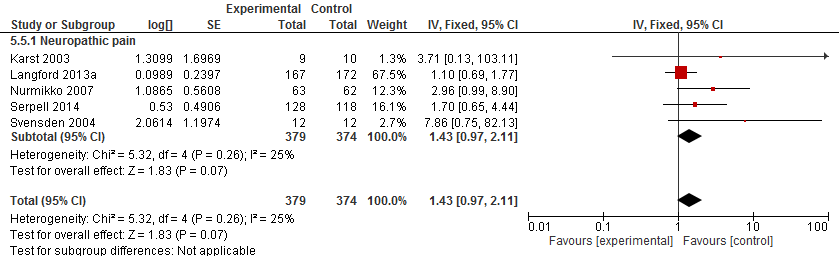 Experimental Control
Study or Subgroup log[] SE Total Total Weight IV, Fixed, 95% CI IV, Fixed, 95% CI
5.5.1 Neuropathic pain
Karst 2003 1.3099 1.6969 9 10 1.3% 3.71 [0.13, 103.11]
Langford 2013a 0.0989 0.2397 167 172 67.5% 1.10 [0.69, 1.77]
Nurmikko 2007 1.0865 0.5608 63 62 12.3% 2.96 [0.99, 8.90]
Serpell 2014 0.53 0.4906 128 118 16.1% 1.70 [0.65, 4.44]
Svensden 2004 2.0614 1.1974 12 12 2.7% 7.86 [0.75, 82.13]
Subtotal (95% CI) 379 374 100.0% 1.43 [0.97, 2.11]
Heterogeneity: Chi² = 5.32, df = 4 (P = 0.26); I² = 25%
Test for overall effect: Z = 1.83 (P = 0.07)
Total (95% CI) 379 374 100.0% 1.43 [0.97, 2.11]
Heterogeneity: Chi² = 5.32, df = 4 (P = 0.26); I² = 25%
Test for overall effect: Z = 1.83 (P = 0.07)
Test for subgroup differences: Not applicable
0.01 0.1 1 10 100
Favours [experimental] Favours [control]